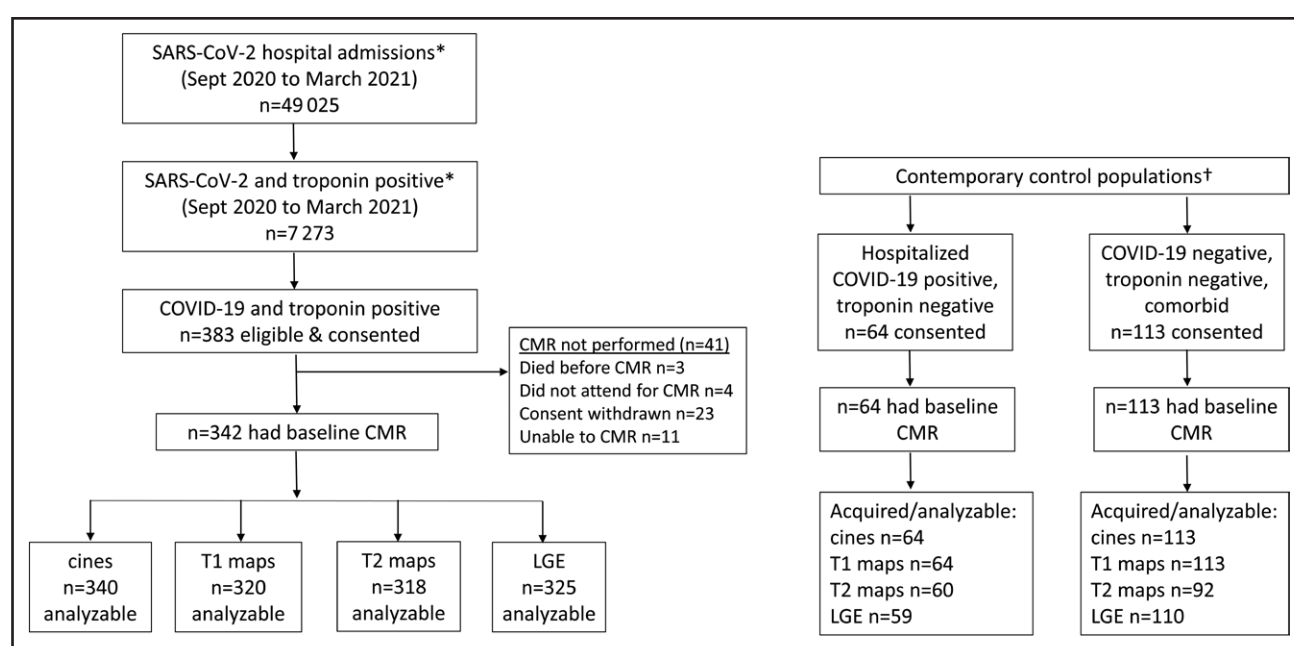 SARS-CoV-2 hospital admissions*
(Sept 2020 to March 2021)
n=49 025
SARS-CoV-2 and troponin positive*
(Sept 2020 to March 2021)
n=7 273
COVID-19 and troponin positive
n=383 eligible & consented
CMR not performed (n=41)
Died before CMR n=3
Did not attend for CMR n=4
Consent withdrawn n=23
Unable to CMR n=11
n=342 had baseline CMR
cines
n=340
analyzable
T1 maps
n=320
analyzable
T2 maps
n=318
analyzable
LGE
n=325
analyzable
Contemporary control populations†
Hospitalized
COVID-19 positive,
troponin negative
n=64 consented
COVID-19 negative,
troponin negative,
comorbid
n=113 consented
n=64 had baseline
CMR
n=113 had baseline
CMR
Acquired/analyzable:
cines n=64
T1 maps n=64
T2 maps n=60
LGE n=59
Acquired/analyzable:
cines n=113
T1 maps n=113
T2 maps n=92
LGE n=110